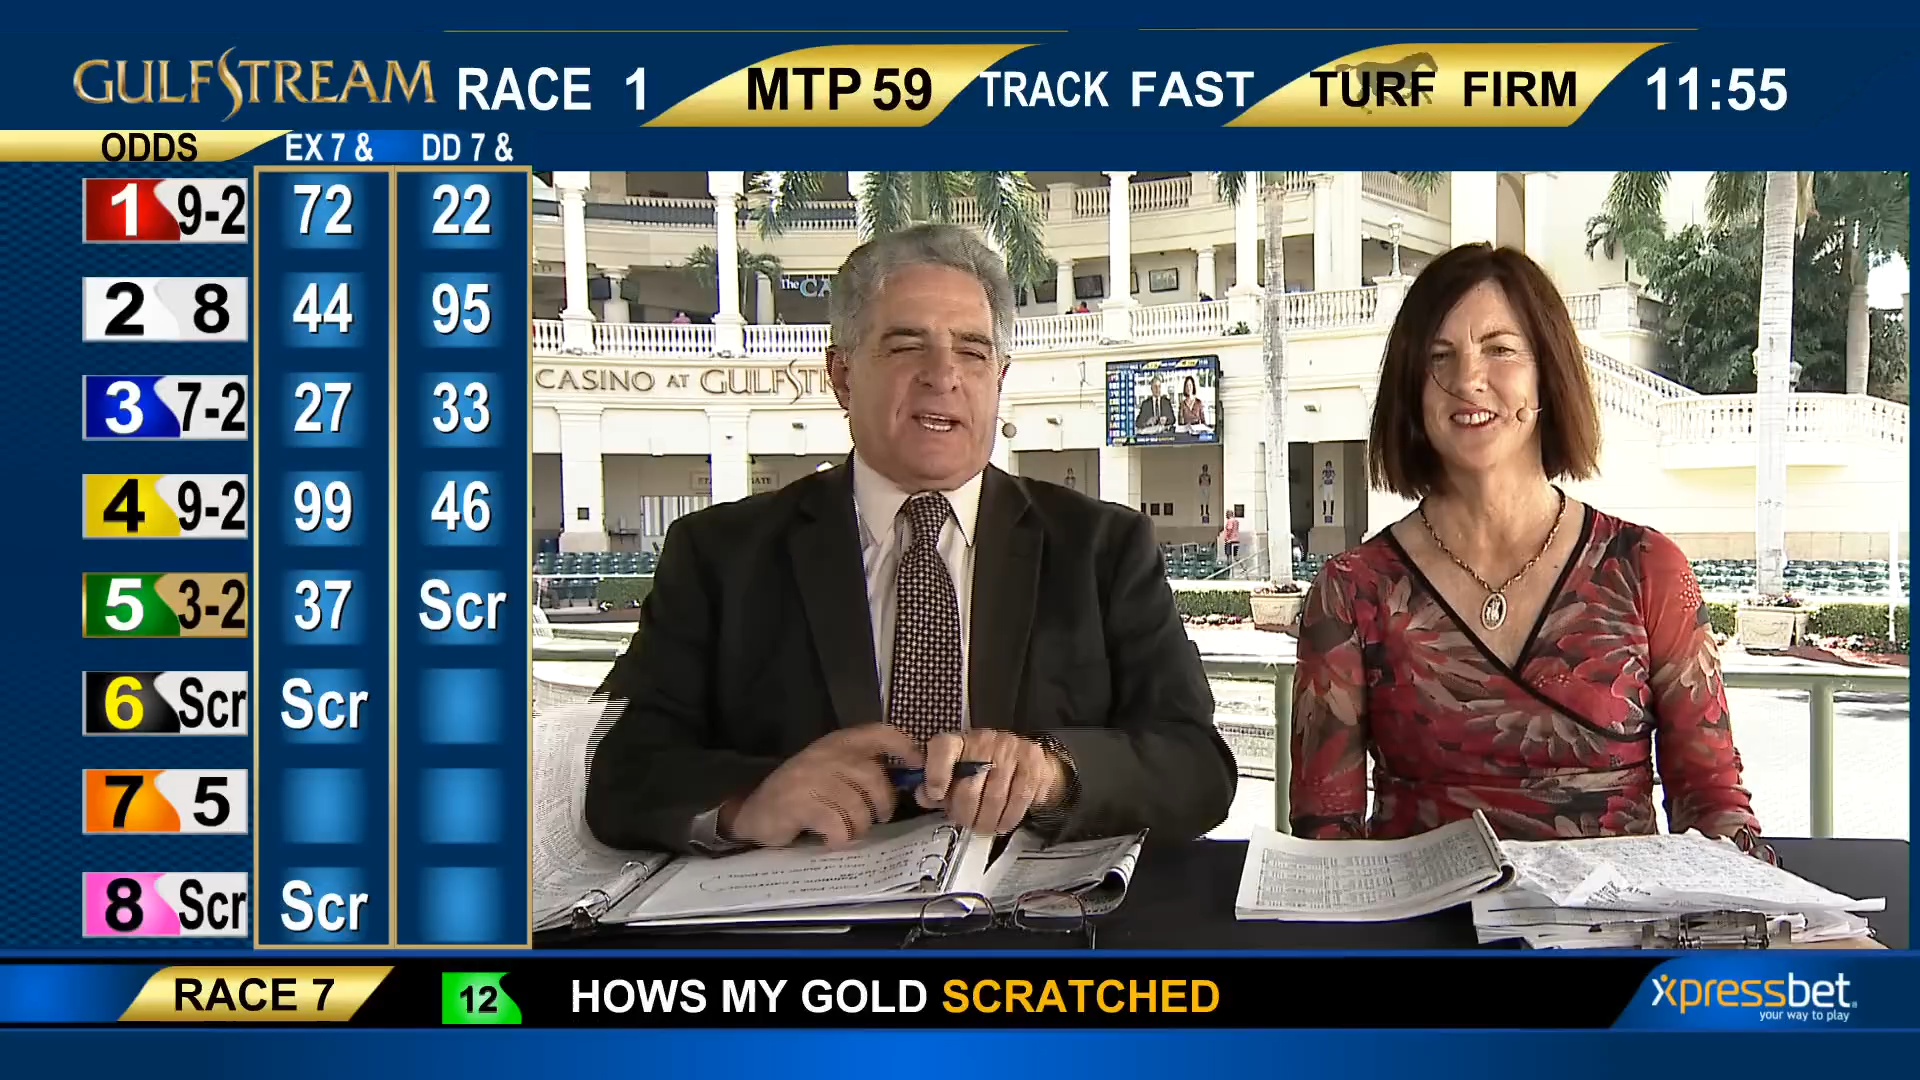 GULFSTREAM RACE 1 MTP 59 TRACK FAST TURF FIRM 11:55
ODDS EX 7 & DD 7 &
1 9-2 72 22
2 8 44 95
3 7-2 27 33
4 9-2 99 46
5 3-2 37 Scr
6 Scr Scr
7 5
8 Scr Scr
The CA
CASINO AT GULFSTR
RACE 7 12 HOWS MY GOLD SCRATCHED
xpressbet
your way to play